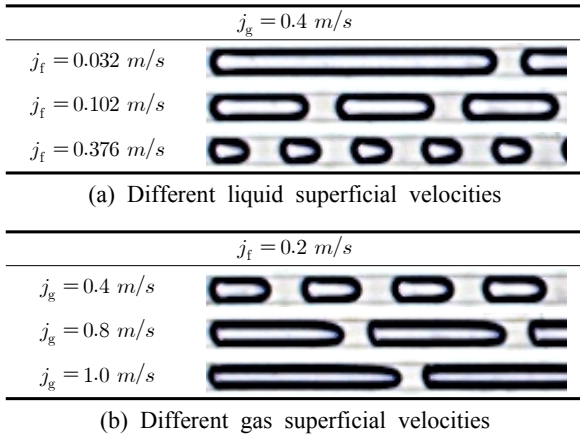 j_g = 0.4 m/s
j_f = 0.032 m/s
j_f = 0.102 m/s
j_f = 0.376 m/s
(a) Different liquid superficial velocities
j_f = 0.2 m/s
j_g = 0.4 m/s
j_g = 0.8 m/s
j_g = 1.0 m/s
(b) Different gas superficial velocities